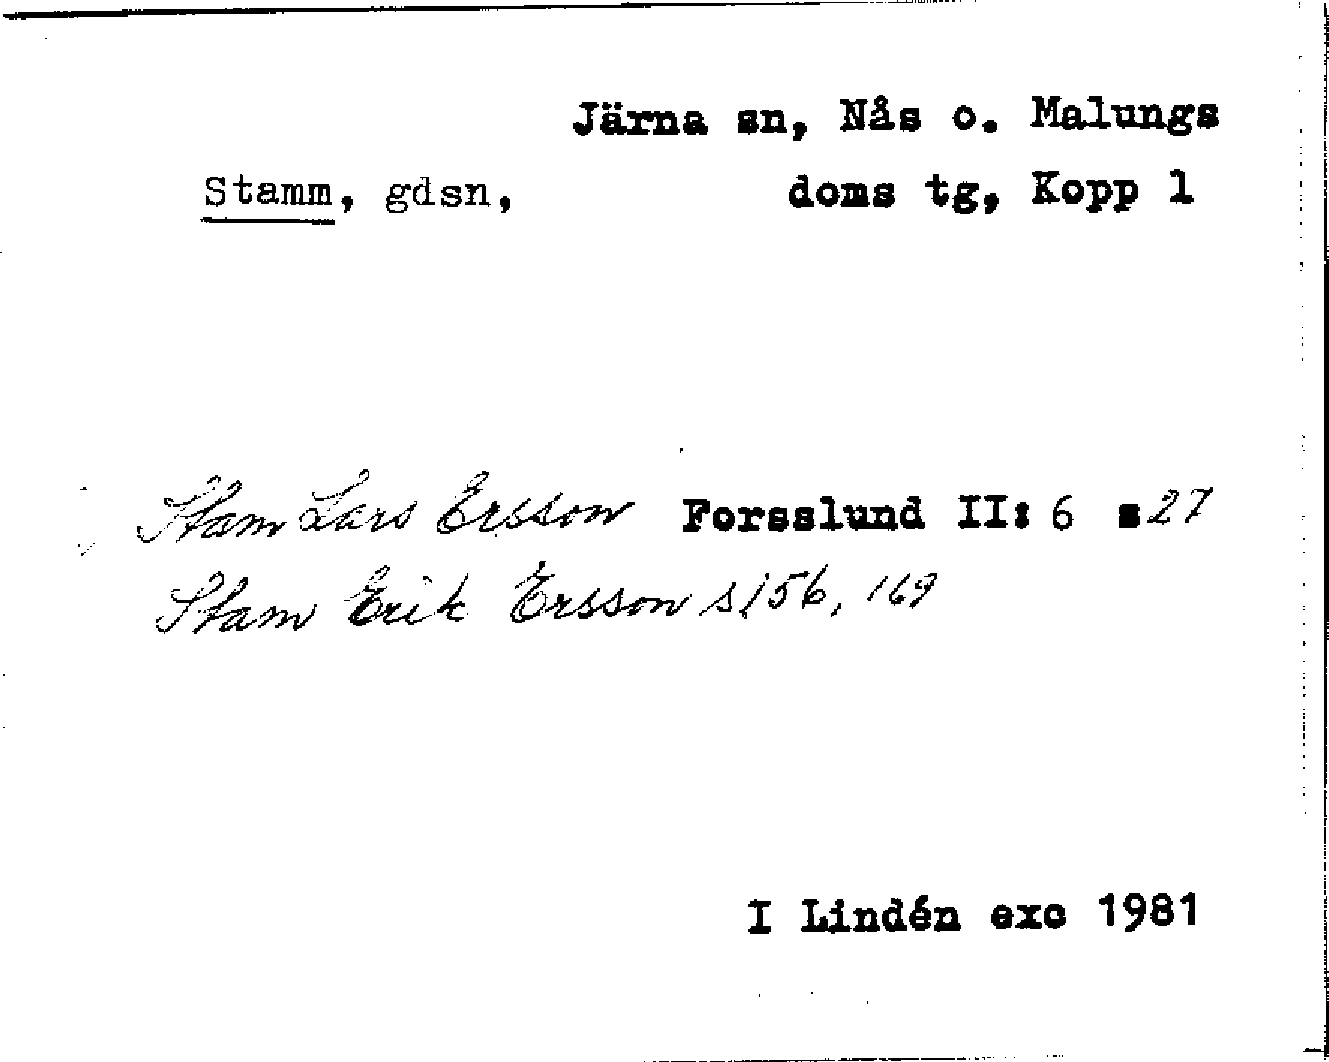 Järna sn, Nås o. Malungs
Stamm, gdsn, doms tg, Kopp l
Stam Lars Ersson Forsslund II: 6 s 27
Stam Erik Ersson s 156, 169
I Lindén exc 1981